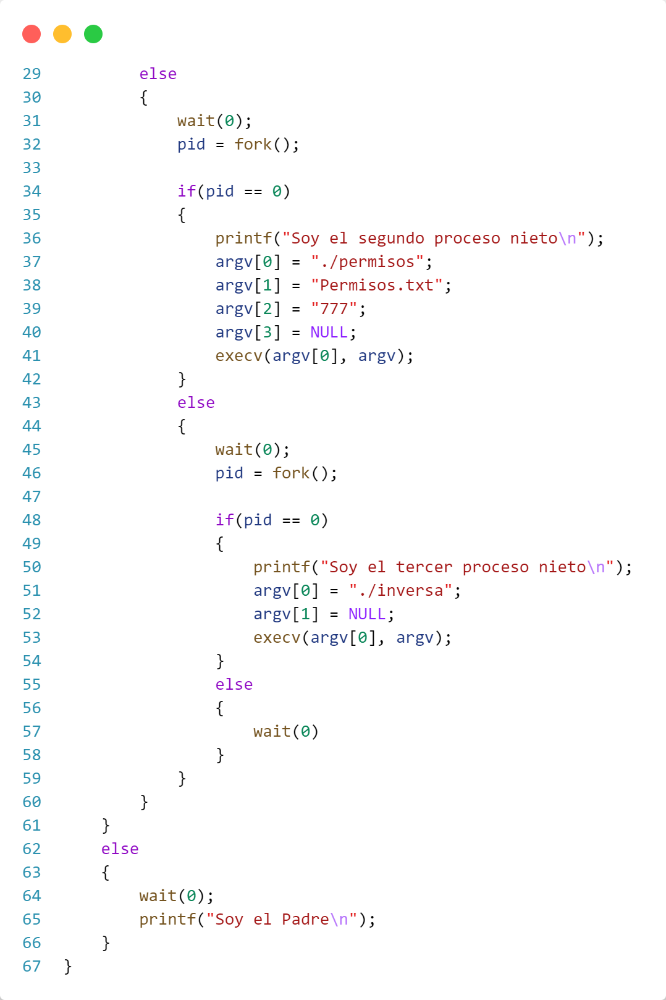 29         else
30         {
31             wait(0);
32             pid = fork();
33
34             if(pid == 0)
35             {
36                 printf("Soy el segundo proceso nieto\n");
37                 argv[0] = "./permisos";
38                 argv[1] = "Permisos.txt";
39                 argv[2] = "777";
40                 argv[3] = NULL;
41                 execv(argv[0], argv);
42             }
43             else
44             {
45                 wait(0);
46                 pid = fork();
47
48                 if(pid == 0)
49                 {
50                     printf("Soy el tercer proceso nieto\n");
51                     argv[0] = "./inversa";
52                     argv[1] = NULL;
53                     execv(argv[0], argv);
54                 }
55                 else
56                 {
57                     wait(0)
58                 }
59             }
60         }
61     }
62     else
63     {
64         wait(0);
65         printf("Soy el Padre\n");
66     }
67 }